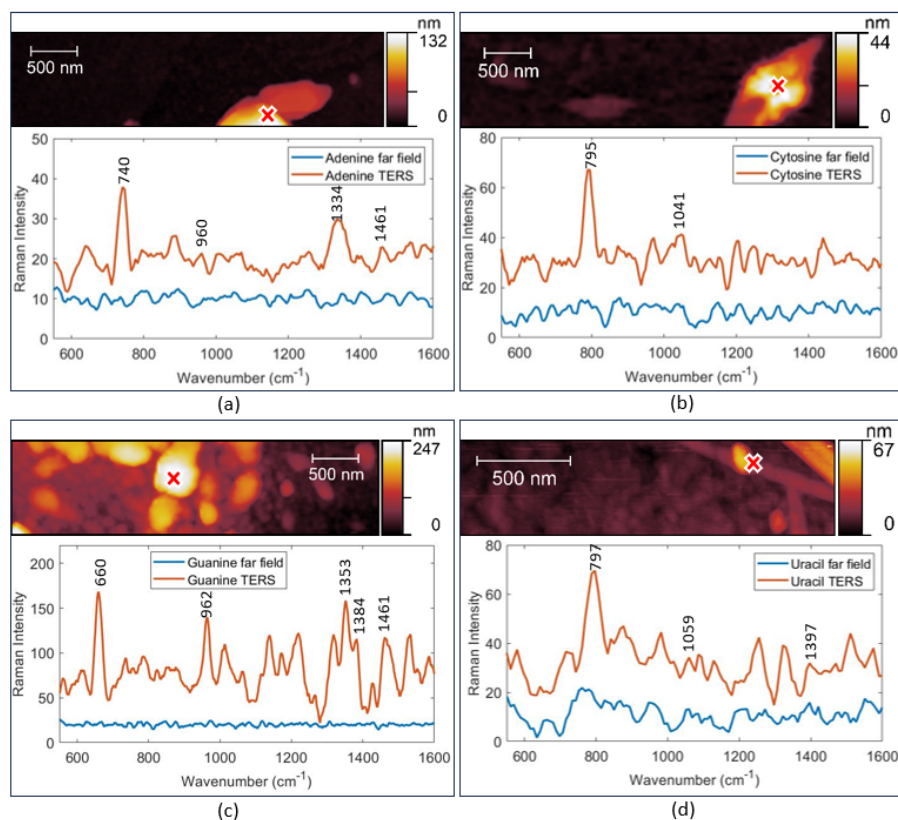 nm
132
500 nm
0
50
40
30
20
10
0
Raman Intensity
740
960
1334
1461
Adenine far field
Adenine TERS
600 800 1000 1200 1400 1600
Wavenumber (cm⁻¹)
(a)
nm
44
500 nm
0
80
60
40
20
0
Raman Intensity
795
1041
Cytosine far field
Cytosine TERS
600 800 1000 1200 1400 1600
Wavenumber (cm⁻¹)
(b)
nm
247
500 nm
0
200
150
100
50
0
Raman Intensity
660
962
1353
1384
1461
Guanine far field
Guanine TERS
600 800 1000 1200 1400 1600
Wavenumber (cm⁻¹)
(c)
nm
67
500 nm
0
80
60
40
20
0
Raman Intensity
797
1059
1397
Uracil far field
Uracil TERS
600 800 1000 1200 1400 1600
Wavenumber (cm⁻¹)
(d)